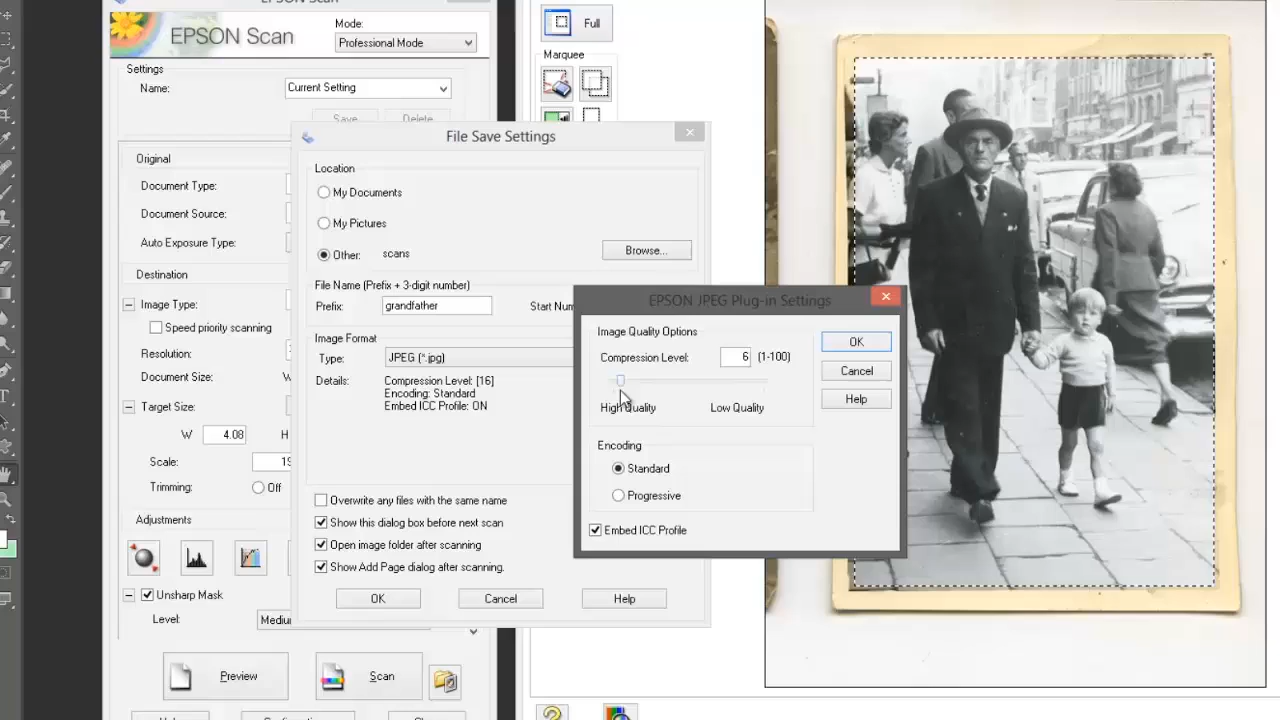 EPSON Scan
EPSON Scan
Mode:
Professional Mode
Settings
Name:
Current Setting
Save
Delete
Original
Document Type:
Document Source:
Auto Exposure Type:
Destination
Image Type:
Speed priority scanning
Resolution:
Document Size:
W
Target Size:
W
4.08
H
Scale:
Trimming:
Off
Adjustments
Unsharp Mask
Level:
Preview
Scan
File Save Settings
Location
My Documents
My Pictures
Other:
scans
Browse...
File Name (Prefix + 3-digit number)
Prefix:
grandfather
Start Num
Image Format
Type:
JPEG (*.jpg)
Details:
Compression Level: [16]
Encoding: Standard
Embed ICC Profile: ON
Overwrite any files with the same name
Show this dialog box before next scan
Open image folder after scanning
Show Add Page dialog after scanning.
OK
Cancel
Help
EPSON JPEG Plug-in Settings
Image Quality Options
Compression Level:
6
(1-100)
High Quality
Low Quality
Encoding
Standard
Progressive
Embed ICC Profile
OK
Cancel
Help
Full
Marquee